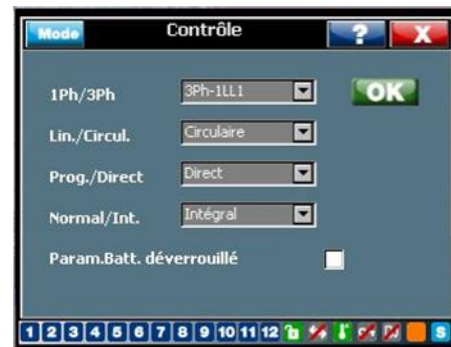 Mode Contrôle ? X
1Ph/3Ph 3Ph-1LL1 OK
Lin./Circul. Circulaire
Prog./Direct Direct
Normal/Int. Intégral
Param.Batt. déverrouillé
1 2 3 4 5 6 7 8 9 10 11 12 S